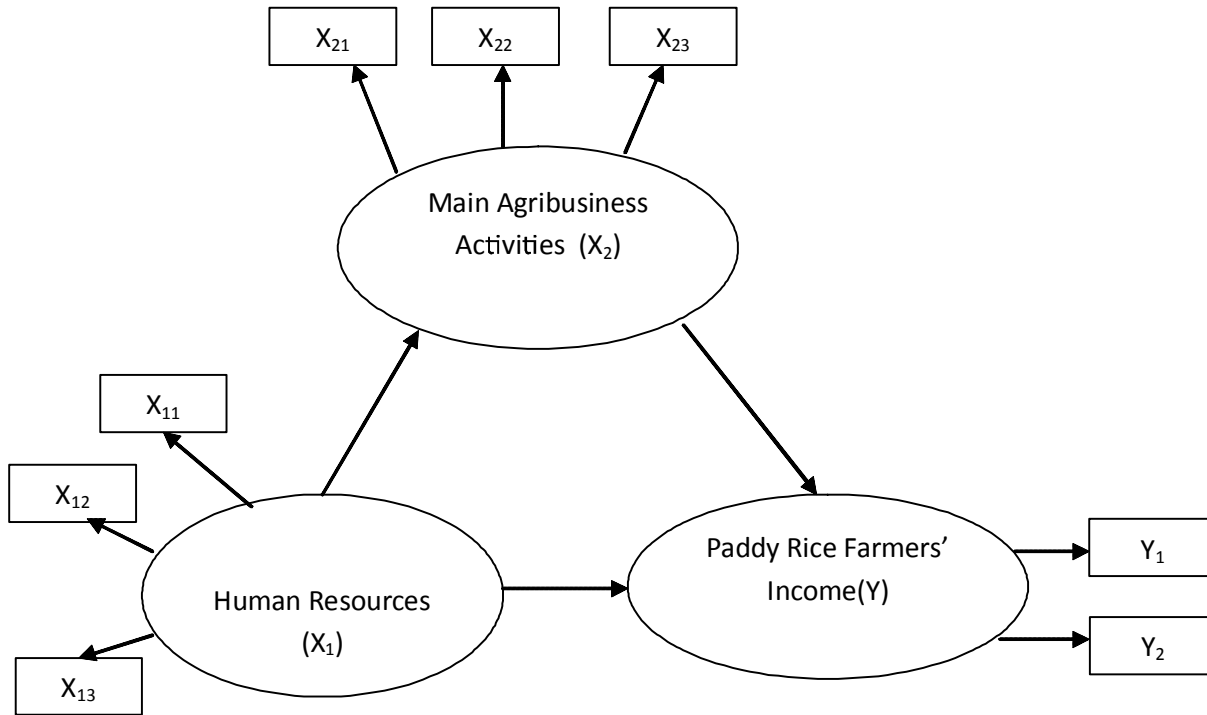 X₂₁
X₂₂
X₂₃
Main Agribusiness
Activities (X₂)
X₁₁
X₁₂
Human Resources
(X₁)
X₁₃
Paddy Rice Farmers’
Income(Y)
Y₁
Y₂